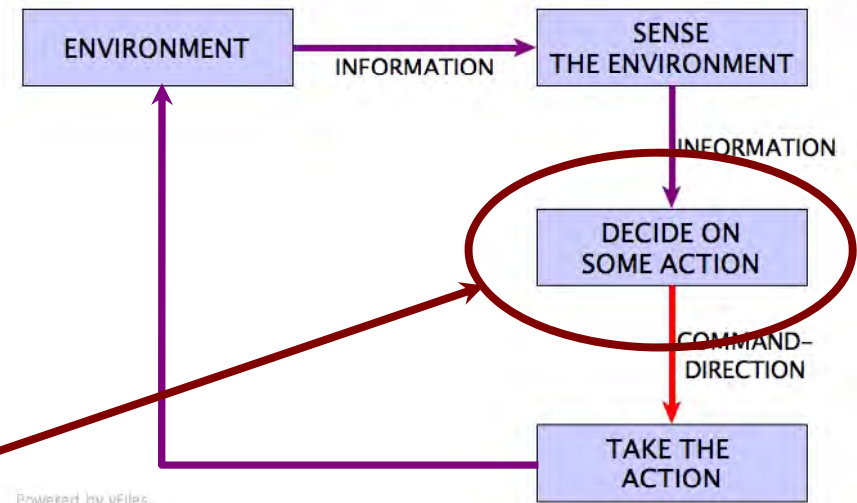 ENVIRONMENT
INFORMATION
SENSE
THE ENVIRONMENT
INFORMATION
DECIDE ON
SOME ACTION
COMMAND-
DIRECTION
TAKE THE
ACTION
Powered by yFiles